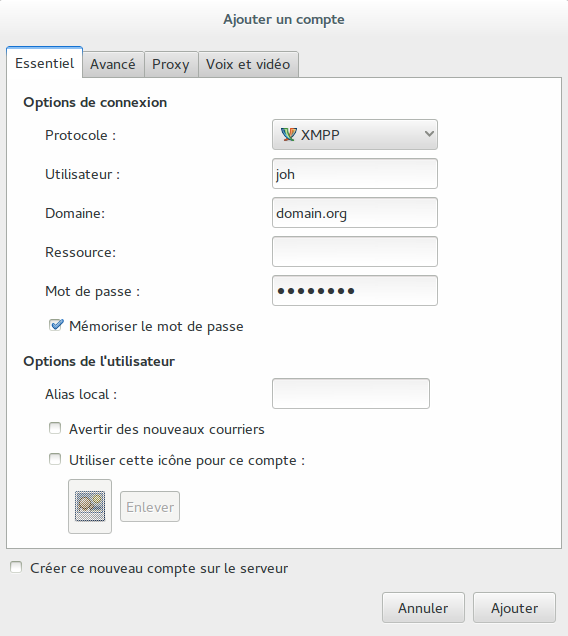 Ajouter un compte
Essentiel Avancé Proxy Voix et vidéo
Options de connexion
Protocole : XMPP
Utilisateur : joh
Domaine: domain.org
Ressource:
Mot de passe : ●●●●●●●●
Mémoriser le mot de passe
Options de l'utilisateur
Alias local :
Avertir des nouveaux courriers
Utiliser cette icône pour ce compte :
Enlever
Créer ce nouveau compte sur le serveur
Annuler Ajouter